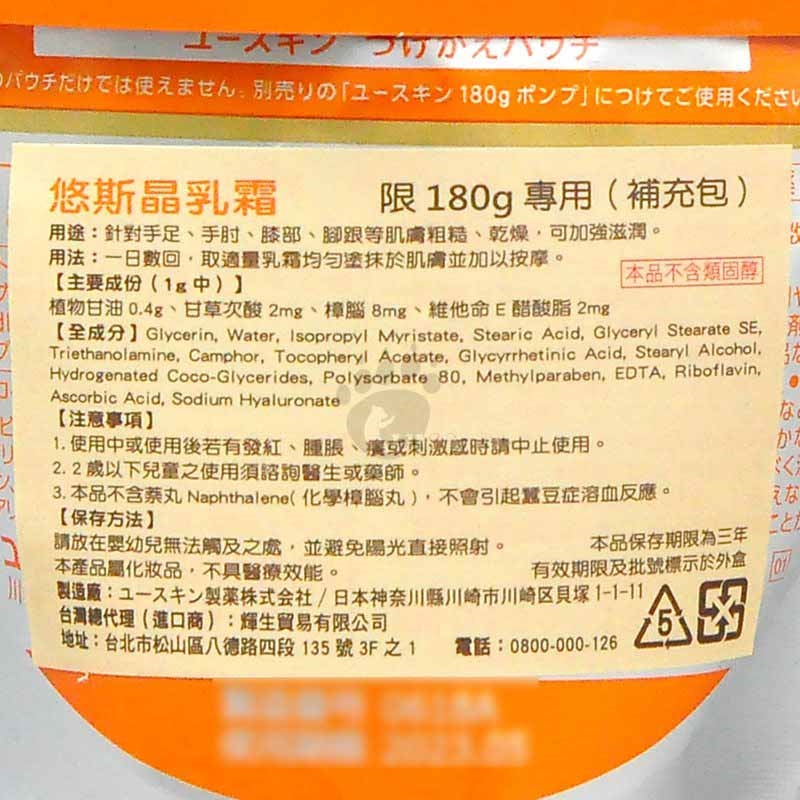 ユースキン つけかえパウチ
のパウチだけでは使えません。別売りの「ユースキン 180g ポンプ」につけてご使用ください
悠斯晶乳霜 限 180g 專用（補充包）
用途：針對手足、手肘、膝部、腳跟等肌膚粗糙、乾燥，可加強滋潤。
用法：一日數回，取適量乳霜均勻塗抹於肌膚並加以按摩。
本品不含類固醇
【主要成份（1g 中）】
植物甘油 0.4g、甘草次酸 2mg、樟腦 8mg、維他命 E 醋酸脂 2mg
【全成分】Glycerin, Water, Isopropyl Myristate, Stearic Acid, Glyceryl Stearate SE,
Triethanolamine, Camphor, Tocopheryl Acetate, Glycyrrhetinic Acid, Stearyl Alcohol,
Hydrogenated Coco-Glycerides, Polysorbate 80, Methylparaben, EDTA, Riboflavin,
Ascorbic Acid, Sodium Hyaluronate
【注意事項】
1. 使用中或使用後若有發紅、腫脹、癢或刺激感時請中止使用。
2. 2 歲以下兒童之使用須諮詢醫生或藥師。
3. 本品不含萘丸 Naphthalene( 化學樟腦丸 )，不會引起蠶豆症溶血反應。
【保存方法】
請放在嬰幼兒無法觸及之處，並避免陽光直接照射。
本產品屬化妝品，不具醫療效能。
本品保存期限為三年
有效期限及批號標示於外盒
製造廠：ユースキン製薬株式会社 / 日本神奈川縣川崎市川崎区貝塚 1-1-11
台灣總代理（進口商）：輝生貿易有限公司
地址：台北市松山區八德路四段 135 號 3F 之 1 電話：0800-000-126
5